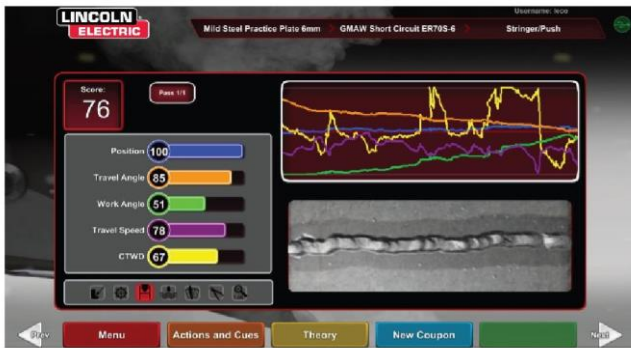 Username: leco
LINCOLN
ELECTRIC
Mild Steel Practice Plate 6mm
GMAW Short Circuit ER70S-6
Stringer/Push
Score:
76
Pass 1/1
Position 100
Travel Angle 85
Work Angle 51
Travel Speed 78
CTWD 67
Prev
Menu
Actions and Cues
Theory
New Coupon
Next